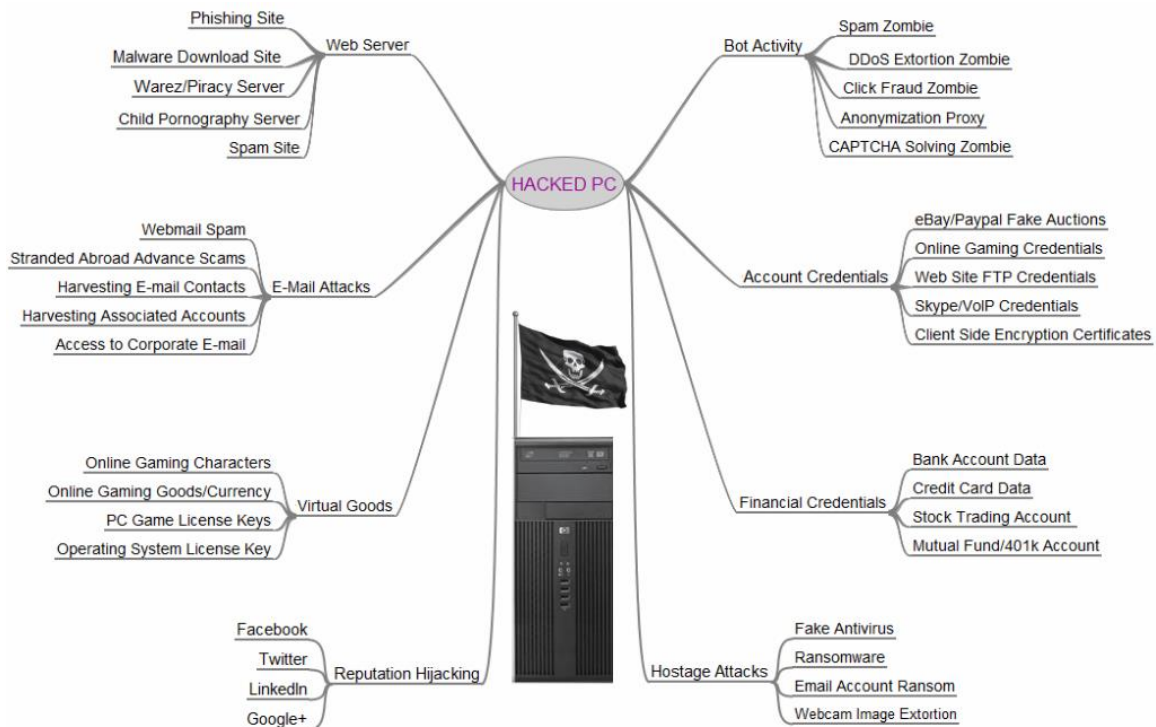 HACKED PC
Web Server
Phishing Site
Malware Download Site
Warez/Piracy Server
Child Pornography Server
Spam Site
E-Mail Attacks
Webmail Spam
Stranded Abroad Advance Scams
Harvesting E-mail Contacts
Harvesting Associated Accounts
Access to Corporate E-mail
Virtual Goods
Online Gaming Characters
Online Gaming Goods/Currency
PC Game License Keys
Operating System License Key
Reputation Hijacking
Facebook
Twitter
LinkedIn
Google+
Bot Activity
Spam Zombie
DDoS Extortion Zombie
Click Fraud Zombie
Anonymization Proxy
CAPTCHA Solving Zombie
Account Credentials
eBay/Paypal Fake Auctions
Online Gaming Credentials
Web Site FTP Credentials
Skype/VoIP Credentials
Client Side Encryption Certificates
Financial Credentials
Bank Account Data
Credit Card Data
Stock Trading Account
Mutual Fund/401k Account
Hostage Attacks
Fake Antivirus
Ransomware
Email Account Ransom
Webcam Image Extortion